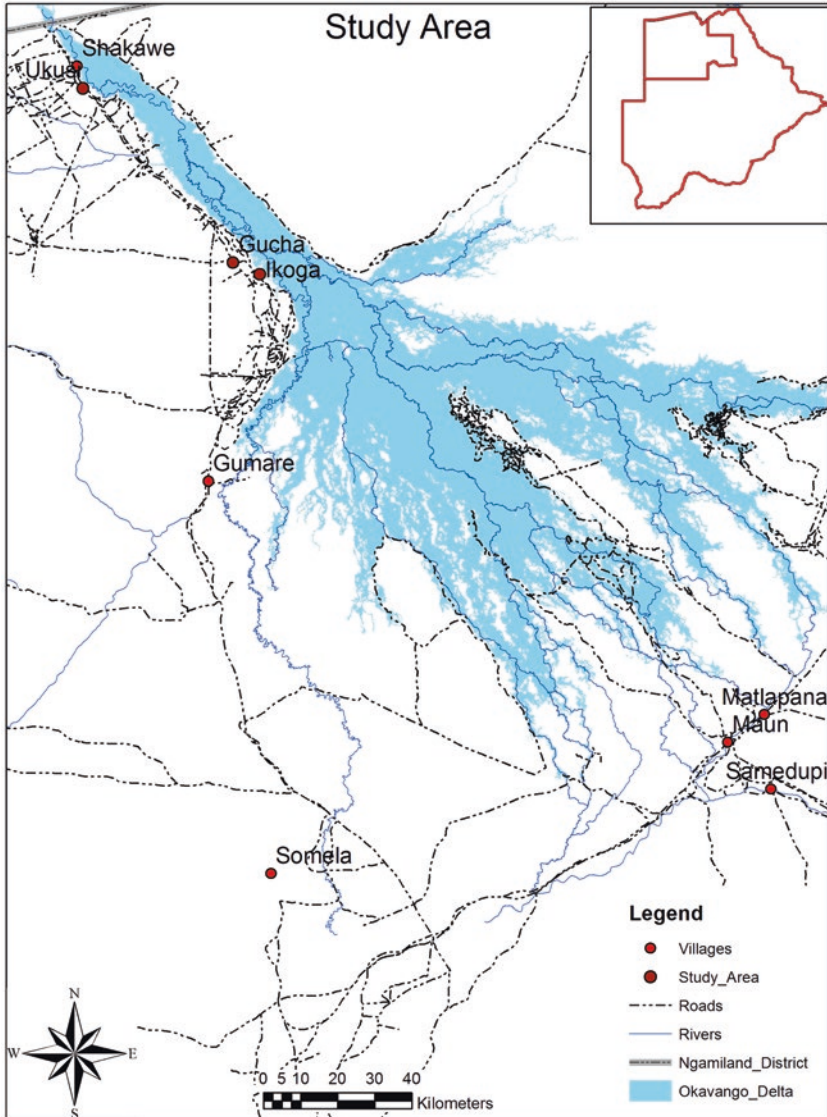 Study Area
Shakawe
Gucha
Ikoga
Gumare
Matlapana
Maun
Samedupi
Somela
Legend
Villages
Study_Area
Roads
Rivers
Ngamiland_District
Okavango_Delta
N
W
E
S
0 5 10 20 30 40
Kilometers